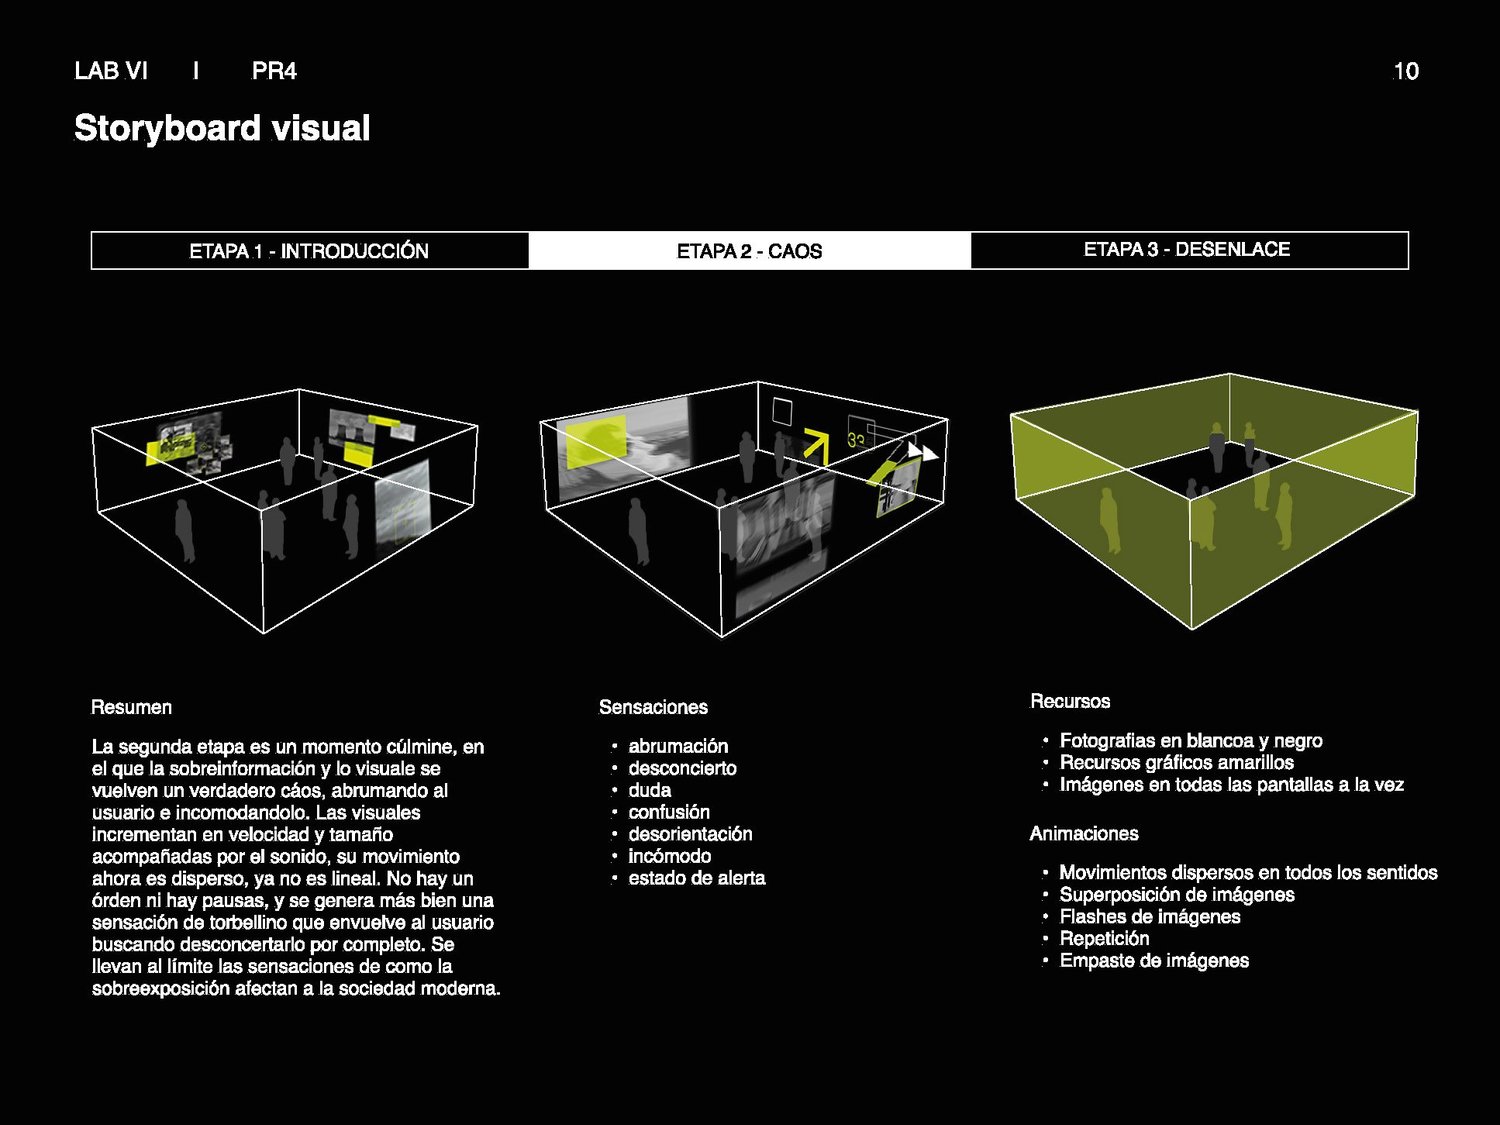 LAB VI | PR4
10
Storyboard visual
ETAPA 1 - INTRODUCCIÓN
ETAPA 2 - CAOS
ETAPA 3 - DESENLACE
33
Resumen
La segunda etapa es un momento cúlmine, en
el que la sobreinformación y lo visuale se
vuelven un verdadero cáos, abrumando al
usuario e incomodandolo. Las visuales
incrementan en velocidad y tamaño
acompañadas por el sonido, su movimiento
ahora es disperso, ya no es lineal. No hay un
órden ni hay pausas, y se genera más bien una
sensación de torbellino que envuelve al usuario
buscando desconcertarlo por completo. Se
llevan al límite las sensaciones de como la
sobreexposición afectan a la sociedad moderna.
Sensaciones
• abrumación
• desconcierto
• duda
• confusión
• desorientación
• incómodo
• estado de alerta
Recursos
• Fotografias en blancoa y negro
• Recursos gráficos amarillos
• Imágenes en todas las pantallas a la vez
Animaciones
• Movimientos dispersos en todos los sentidos
• Superposición de imágenes
• Flashes de imágenes
• Repetición
• Empaste de imágenes